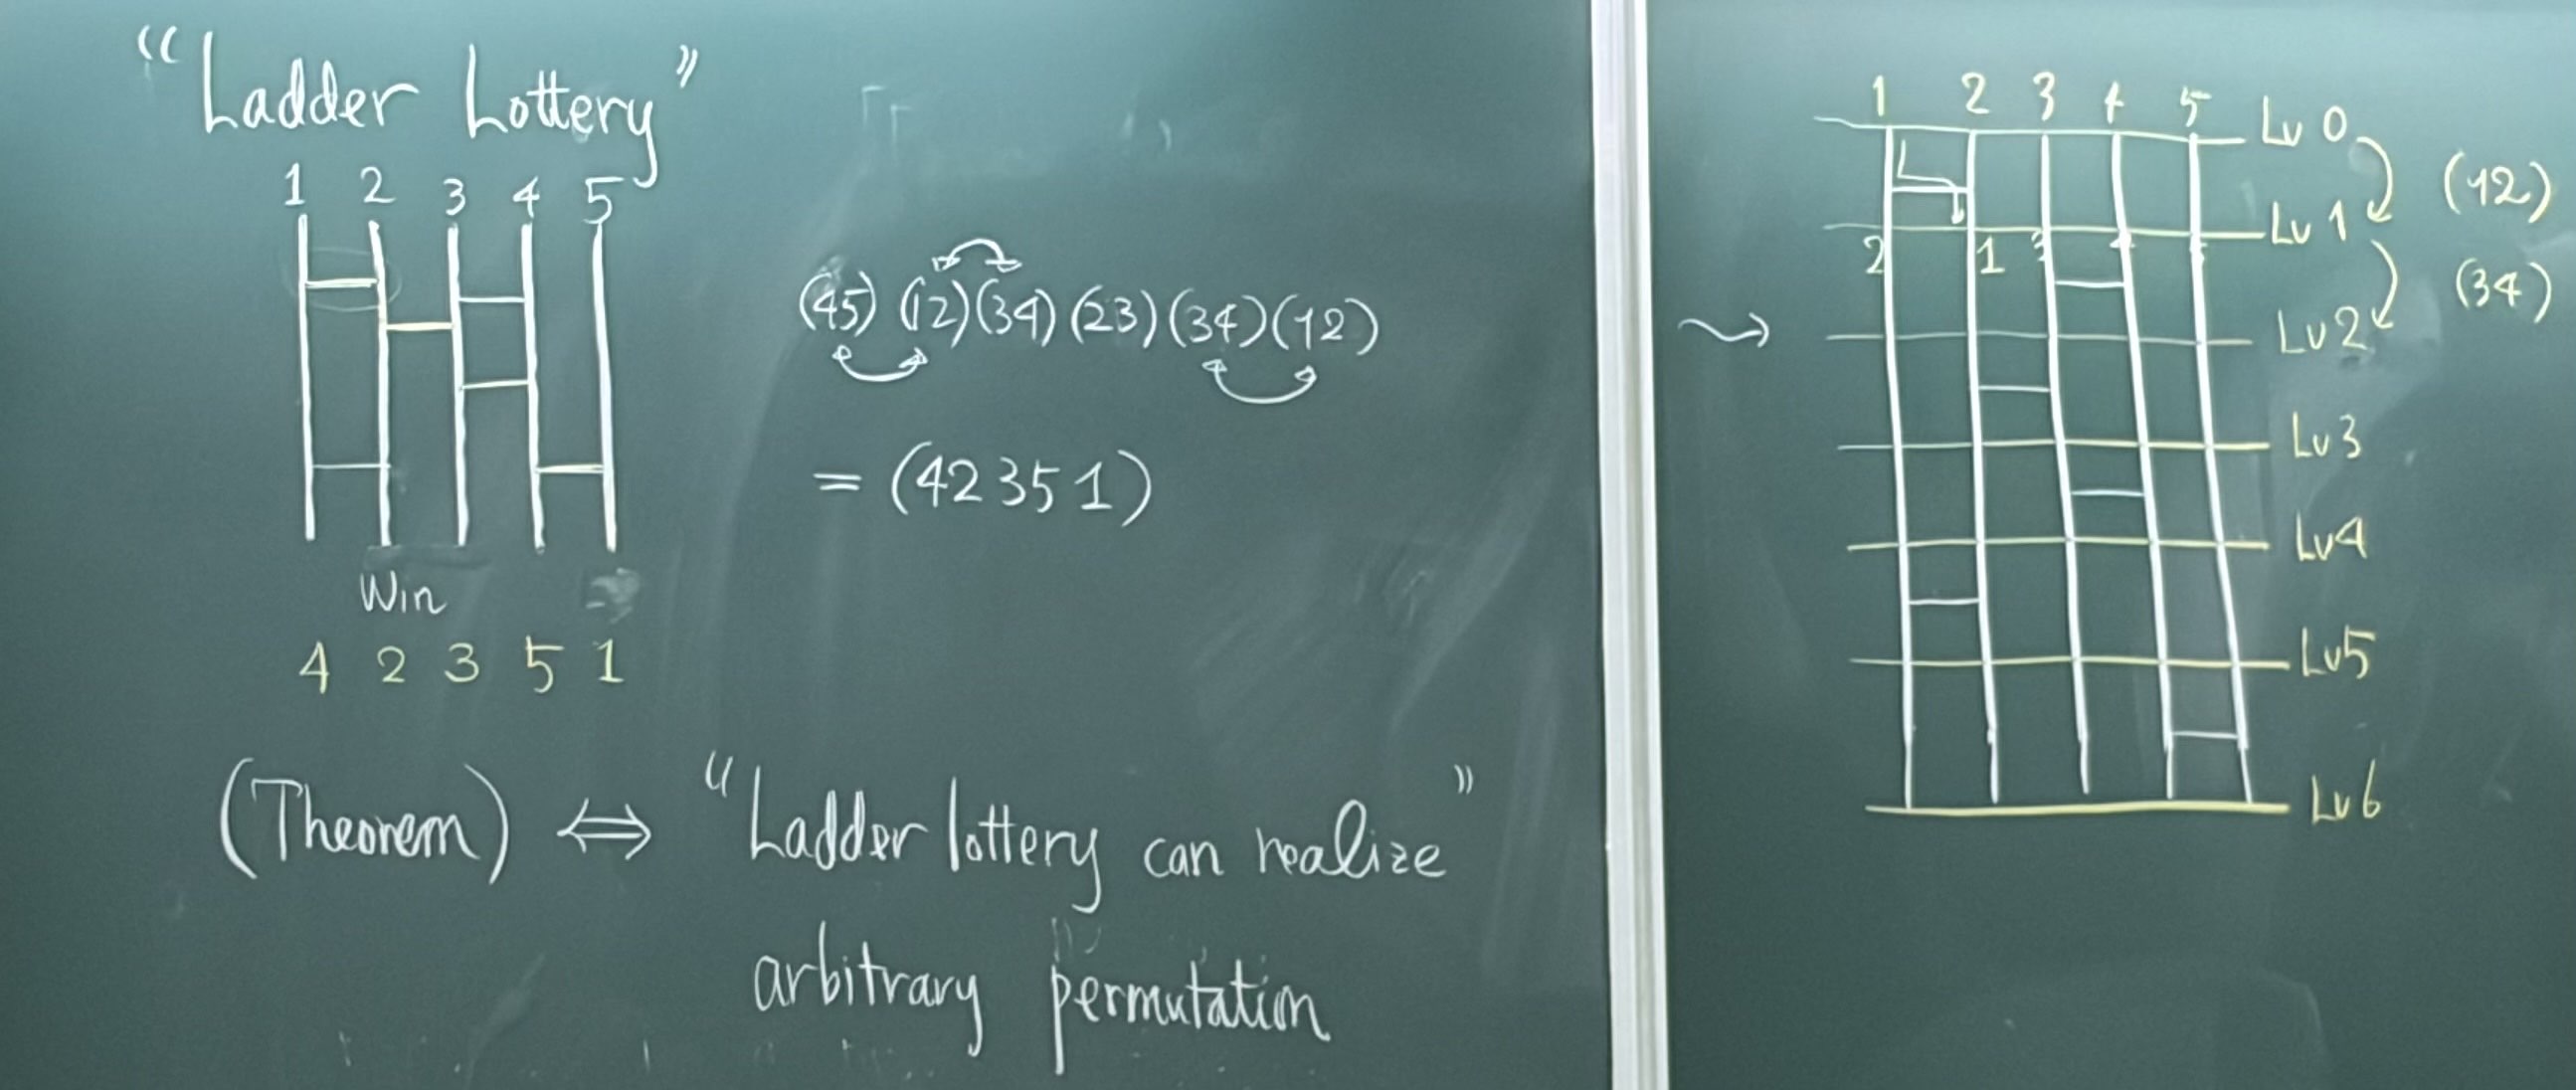 “Ladder Lottery”
1 2 3 4 5
Win
4 2 3 5 1
(45)(12)(34)(23)(34)(12)
= (42351)
(Theorem) ⇔ “Ladder lottery can realize”
arbitrary permutation
1 2 3 4 5 Lv 0
(12)
Lv 1
2 1 3 4
(34)
Lv 2
Lv 3
Lv 4
Lv 5
Lv 6